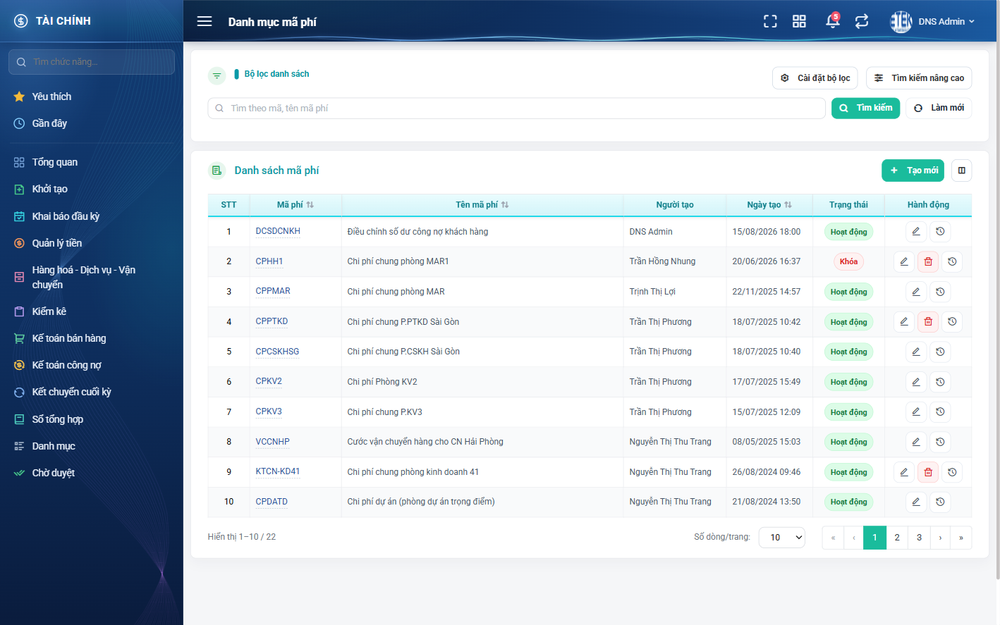 TÀI CHÍNH
Danh mục mã phí
5
DNS Admin
Tìm chức năng...
Yêu thích
Gần đây
Tổng quan
Khởi tạo
Khai báo đầu kỳ
Quản lý tiền
Hàng hoá - Dịch vụ - Vận
chuyển
Kiểm kê
Kế toán bán hàng
Kế toán công nợ
Kết chuyển cuối kỳ
Sổ tổng hợp
Danh mục
Chờ duyệt
Bộ lọc danh sách
Cài đặt bộ lọc
Tìm kiếm nâng cao
Tìm theo mã, tên mã phí
Tìm kiếm
Làm mới
Danh sách mã phí
Tạo mới
STT Mã phí Tên mã phí Người tạo Ngày tạo Trạng thái Hành động
1 DCSDCNKH Điều chỉnh số dư công nợ khách hàng DNS Admin 15/08/2026 18:00 Hoạt động
2 CPHH1 Chi phí chung phòng MAR1 Trần Hồng Nhung 20/06/2026 16:37 Khóa
3 CPPMAR Chi phí chung phòng MAR Trịnh Thị Lợi 22/11/2025 14:57 Hoạt động
4 CPPTKD Chi phí chung P.PTKD Sài Gòn Trần Thị Phương 18/07/2025 10:42 Hoạt động
5 CPCSKHSG Chi phí chung P.CSKH Sài Gòn Trần Thị Phương 18/07/2025 10:40 Hoạt động
6 CPKV2 Chi phí Phòng KV2 Trần Thị Phương 17/07/2025 15:49 Hoạt động
7 CPKV3 Chi phí chung P.KV3 Trần Thị Phương 15/07/2025 12:09 Hoạt động
8 VCCNHP Cước vận chuyển hàng cho CN Hải Phòng Nguyễn Thị Thu Trang 08/05/2025 15:03 Hoạt động
9 KTCN-KD41 Chi phí chung phòng kinh doanh 41 Nguyễn Thị Thu Trang 26/08/2024 09:46 Hoạt động
10 CPDATD Chi phí dự án (phòng dự án trọng điểm) Nguyễn Thị Thu Trang 21/08/2024 13:50 Hoạt động
Hiển thị 1–10 / 22
Số dòng/trang: 10
« ‹ 1 2 3 › »